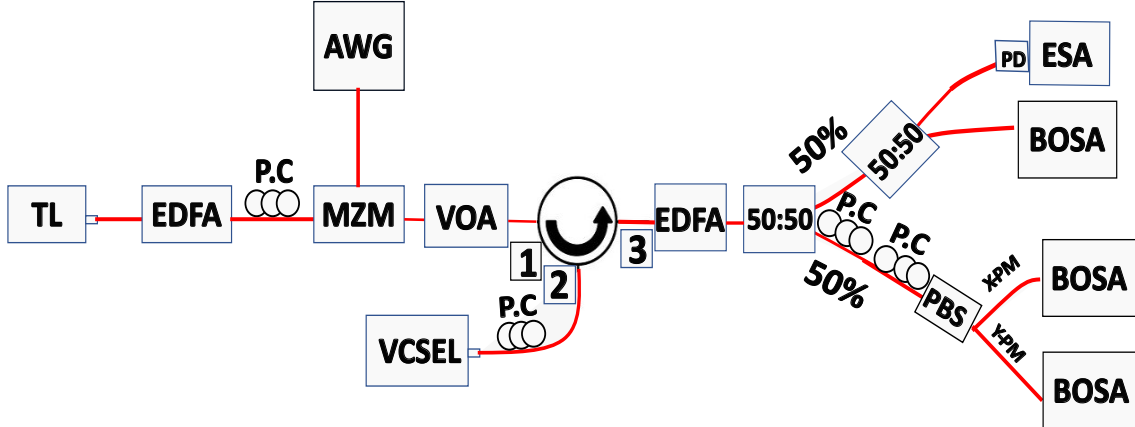 AWG
TL
EDFA
P.C
MZM
VOA
1
2
3
P.C
VCSEL
EDFA
50:50
50%
50:50
PD
ESA
BOSA
P.C
P.C
50%
PBS
X-PM
Y-PM
BOSA
BOSA